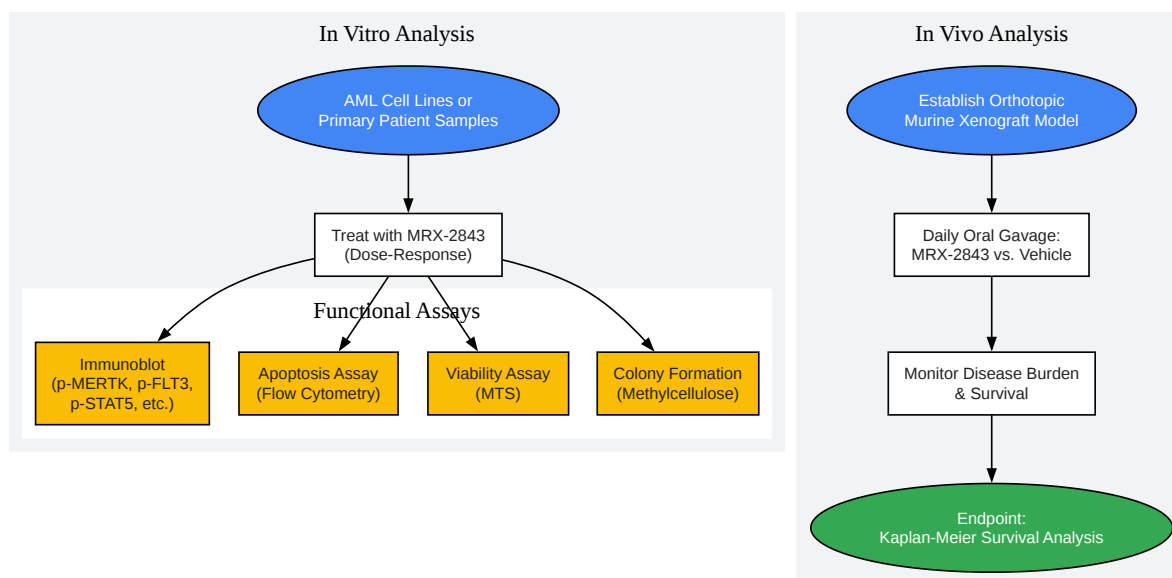 In Vitro Analysis
AML Cell Lines or
Primary Patient Samples
Treat with MRX-2843
(Dose-Response)
Functional Assays
Immunoblot
(p-MERTK, p-FLT3,
p-STAT5, etc.)
Apoptosis Assay
(Flow Cytometry)
Viability Assay
(MTS)
Colony Formation
(Methylcellulose)
In Vivo Analysis
Establish Orthotopic
Murine Xenograft Model
Daily Oral Gavage:
MRX-2843 vs. Vehicle
Monitor Disease Burden
& Survival
Endpoint:
Kaplan-Meier Survival Analysis